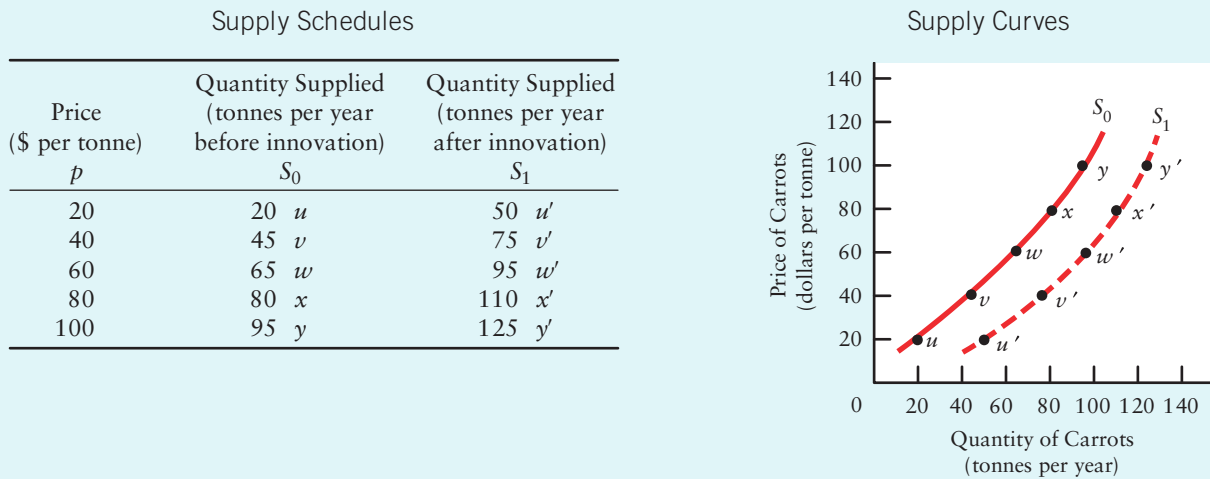 Supply Schedules
Quantity Supplied Quantity Supplied
Price (tonnes per year (tonnes per year
($ per tonne) before innovation) after innovation)
p S₀ S₁
20 20 u 50 u′
40 45 v 75 v′
60 65 w 95 w′
80 80 x 110 x′
100 95 y 125 y′
Supply Curves
Price of Carrots
(dollars per tonne)
140
120
100
80
60
40
20
0 20 40 60 80 100 120 140
S₀
S₁
y
y′
x
x′
w
w′
v
v′
u
u′
Quantity of Carrots
(tonnes per year)